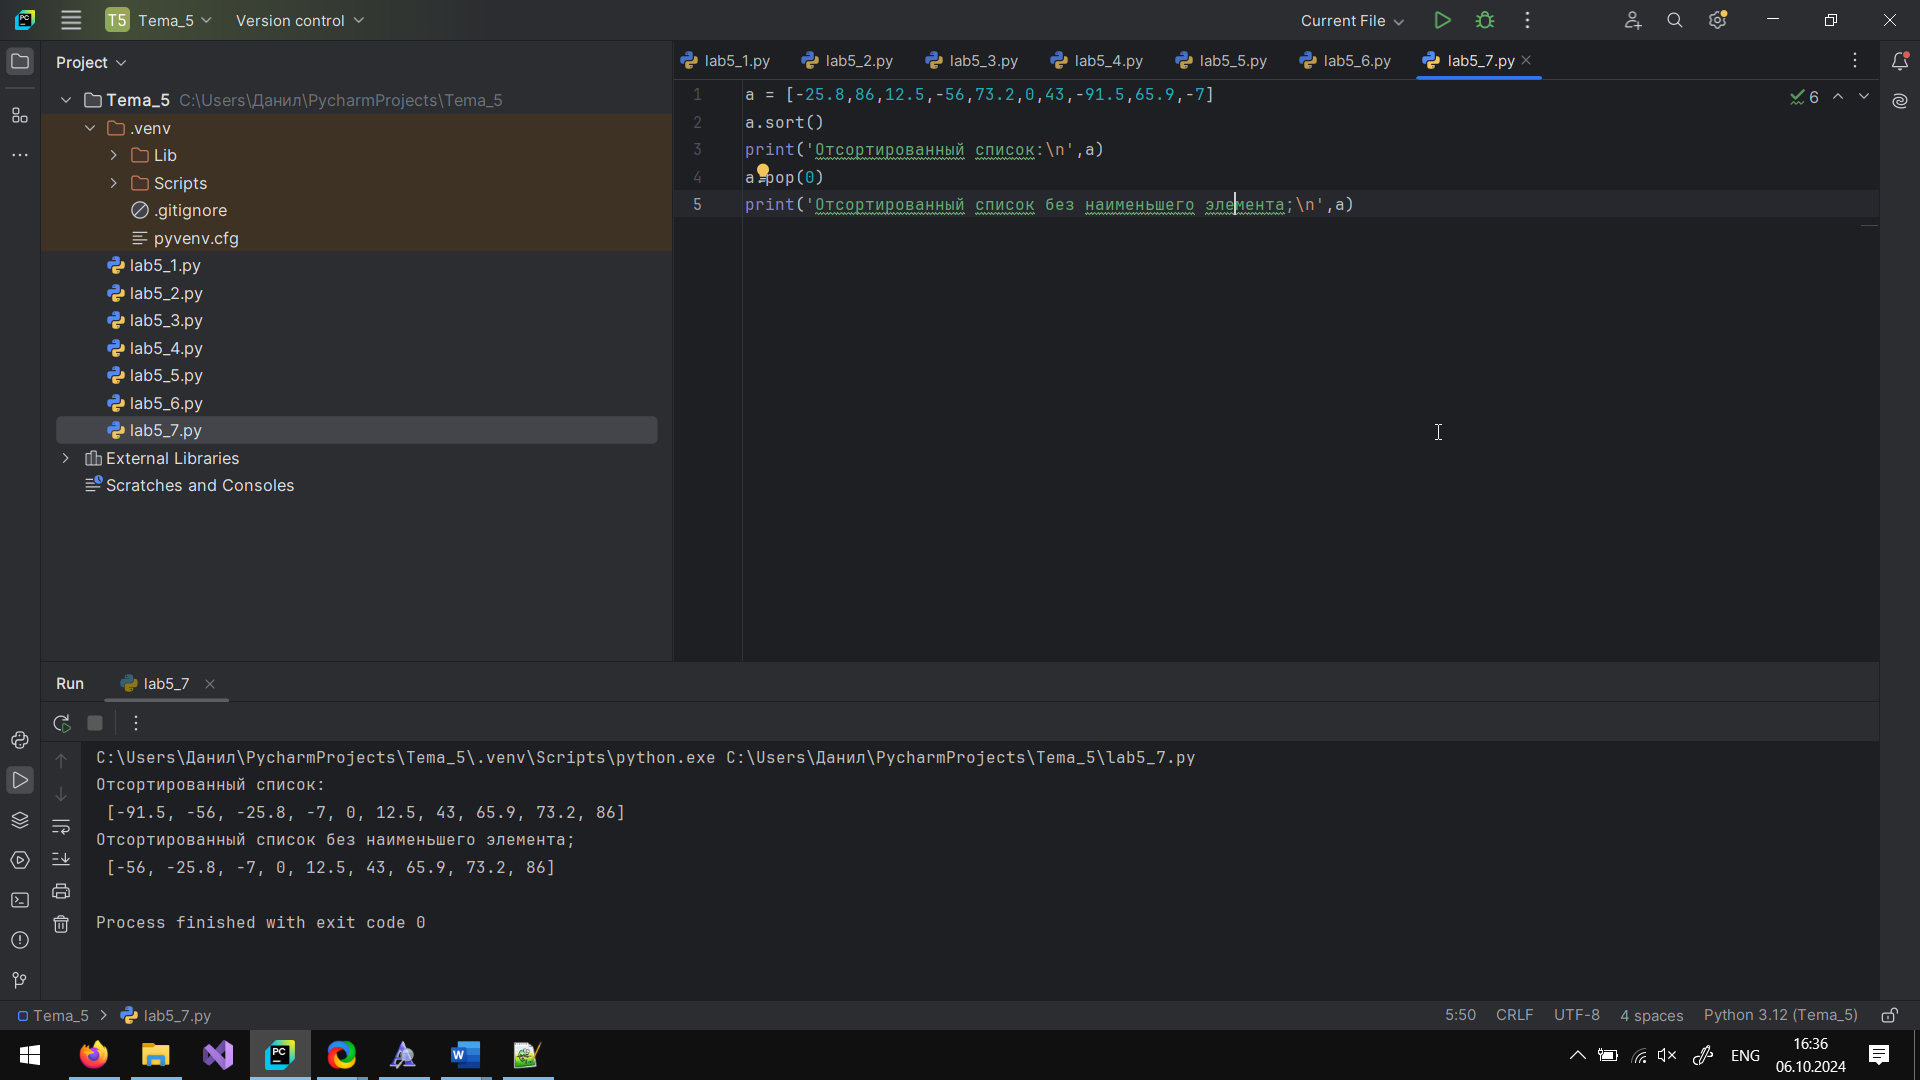 T5 Tema_5 Version control Current File
Project
lab5_1.py lab5_2.py lab5_3.py lab5_4.py lab5_5.py lab5_6.py lab5_7.py
Tema_5 C:\Users\Данил\PycharmProjects\Tema_5
.venv
Lib
Scripts
.gitignore
pyvenv.cfg
lab5_1.py
lab5_2.py
lab5_3.py
lab5_4.py
lab5_5.py
lab5_6.py
lab5_7.py
External Libraries
Scratches and Consoles
1 a = [-25.8,86,12.5,-56,73.2,0,43,-91.5,65.9,-7]
6
2 a.sort()
3 print('Отсортированный список:\n',a)
4 a.pop(0)
5 print('Отсортированный список без наименьшего элемента;\n',a)
Run lab5_7
C:\Users\Данил\PycharmProjects\Tema_5\.venv\Scripts\python.exe C:\Users\Данил\PycharmProjects\Tema_5\lab5_7.py
Отсортированный список:
[-91.5, -56, -25.8, -7, 0, 12.5, 43, 65.9, 73.2, 86]
Отсортированный список без наименьшего элемента;
[-56, -25.8, -7, 0, 12.5, 43, 65.9, 73.2, 86]
Process finished with exit code 0
Tema_5 lab5_7.py 5:50 CRLF UTF-8 4 spaces Python 3.12 (Tema_5)
ENG
16:36
06.10.2024